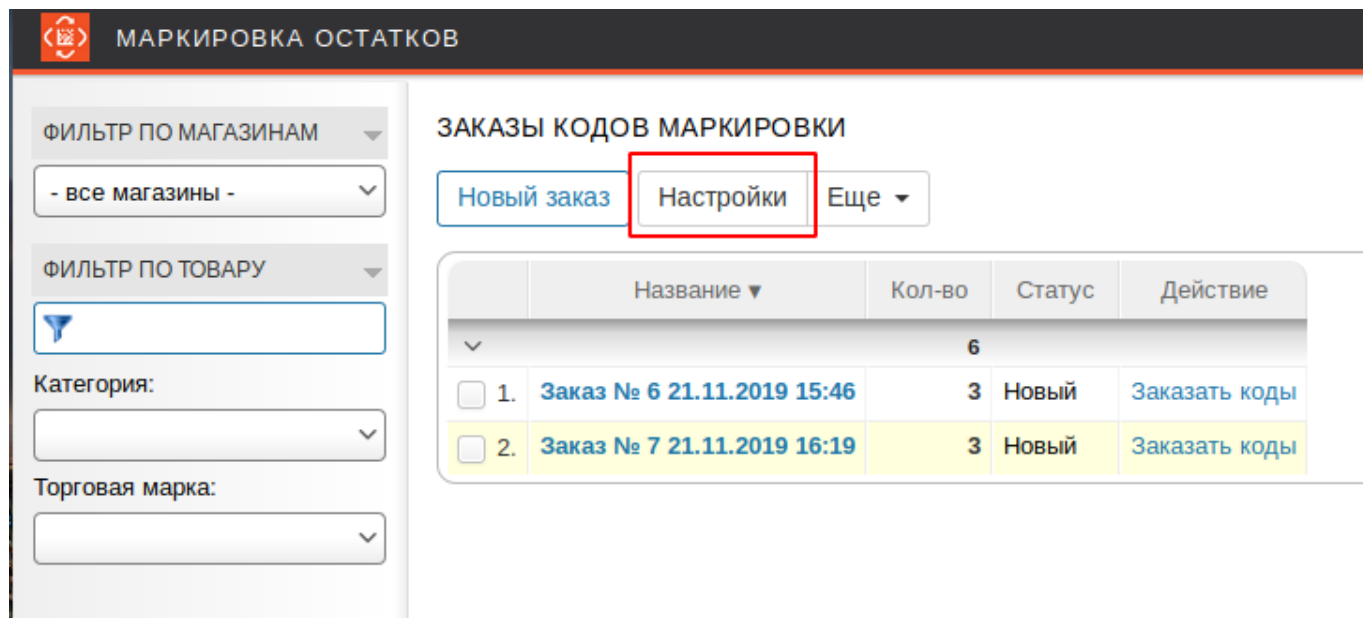 МАРКИРОВКА ОСТАТКОВ
ФИЛЬТР ПО МАГАЗИНАМ
- все магазины -
ФИЛЬТР ПО ТОВАРУ
Категория:
Торговая марка:
ЗАКАЗЫ КОДОВ МАРКИРОВКИ
Новый заказ Настройки Еще
Название ▼ Кол-во Статус Действие
6
1. Заказ № 6 21.11.2019 15:46 3 Новый Заказать коды
2. Заказ № 7 21.11.2019 16:19 3 Новый Заказать коды